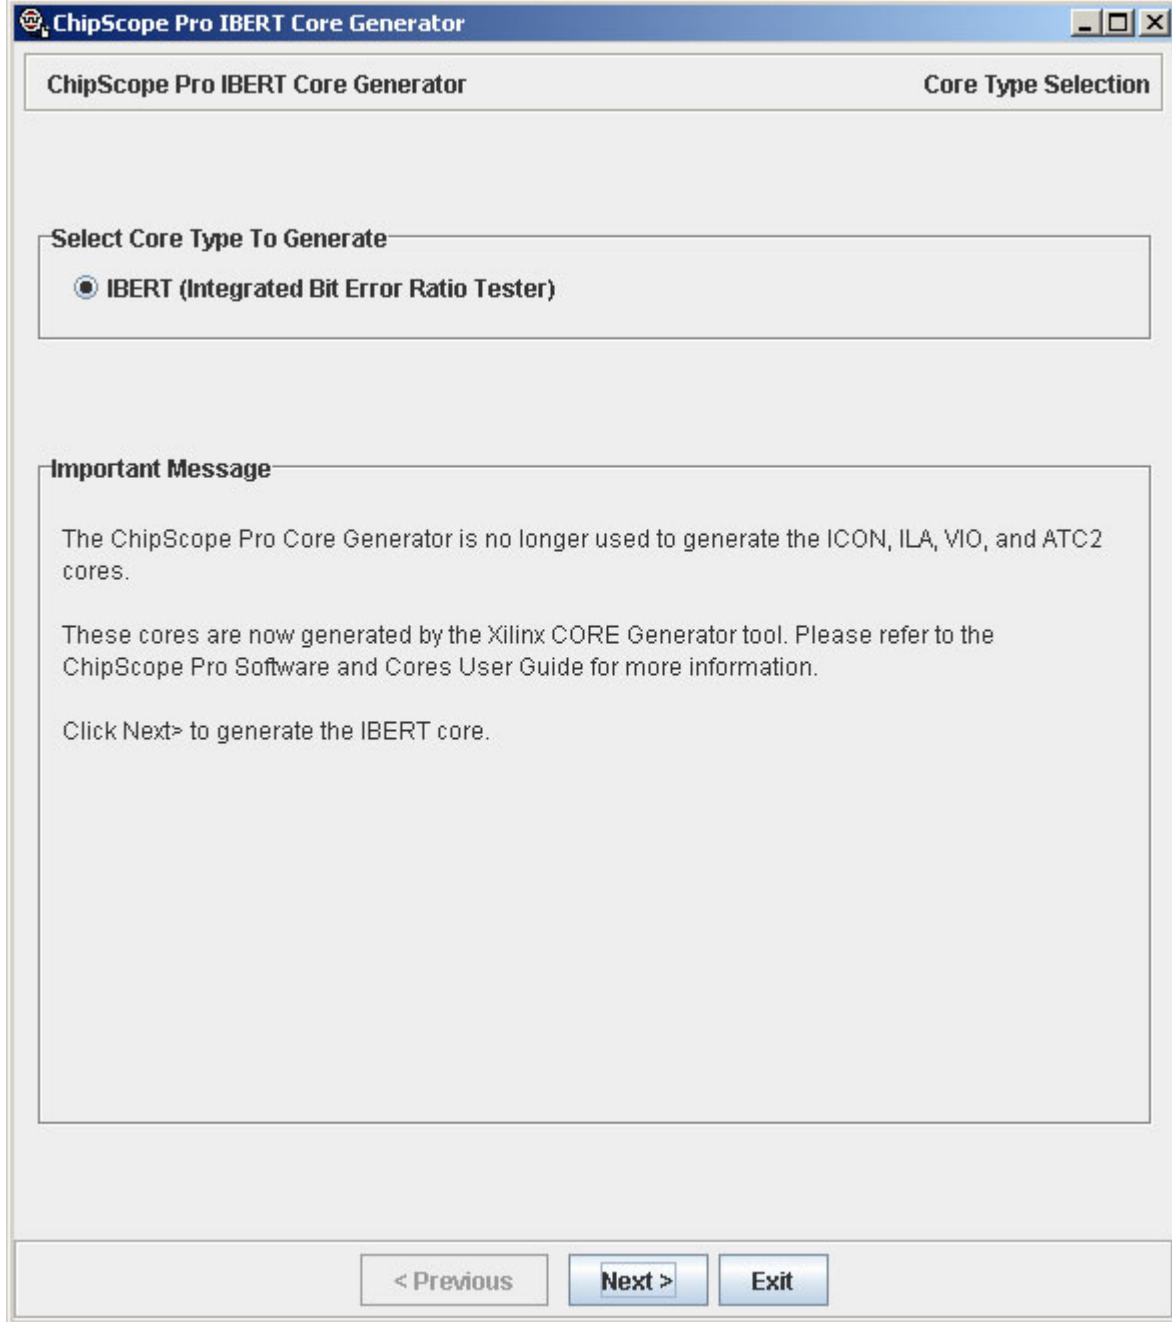 ChipScope Pro IBERT Core Generator
ChipScope Pro IBERT Core Generator Core Type Selection
Select Core Type To Generate
IBERT (Integrated Bit Error Ratio Tester)
Important Message
The ChipScope Pro Core Generator is no longer used to generate the ICON, ILA, VIO, and ATC2
cores.
These cores are now generated by the Xilinx CORE Generator tool. Please refer to the
ChipScope Pro Software and Cores User Guide for more information.
Click Next> to generate the IBERT core.
< Previous Next > Exit